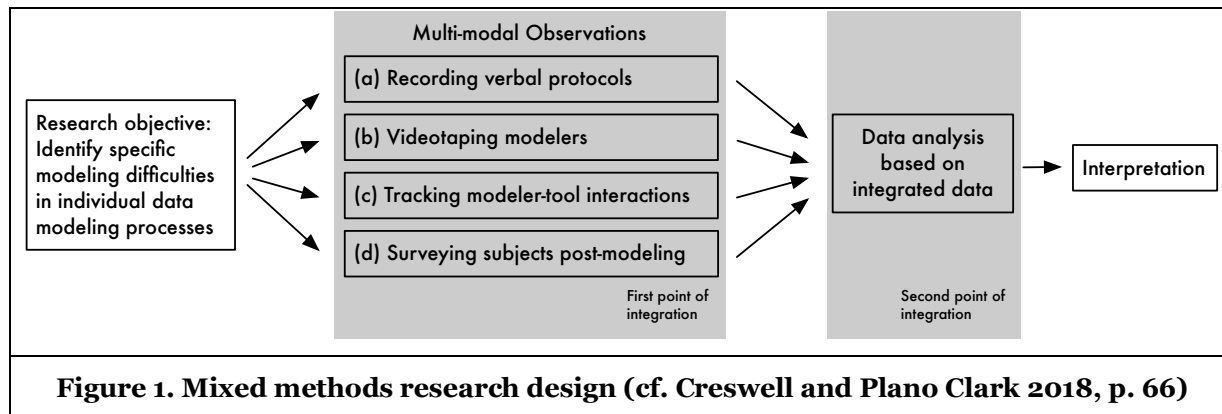 Multi-modal Observations
Research objective:
Identify specific
modeling difficulties
in individual data
modeling processes
(a) Recording verbal protocols
(b) Videotaping modelers
(c) Tracking modeler-tool interactions
(d) Surveying subjects post-modeling
First point of
integration
Data analysis
based on
integrated data
Second point of
integration
Interpretation
Figure 1. Mixed methods research design (cf. Creswell and Plano Clark 2018, p. 66)